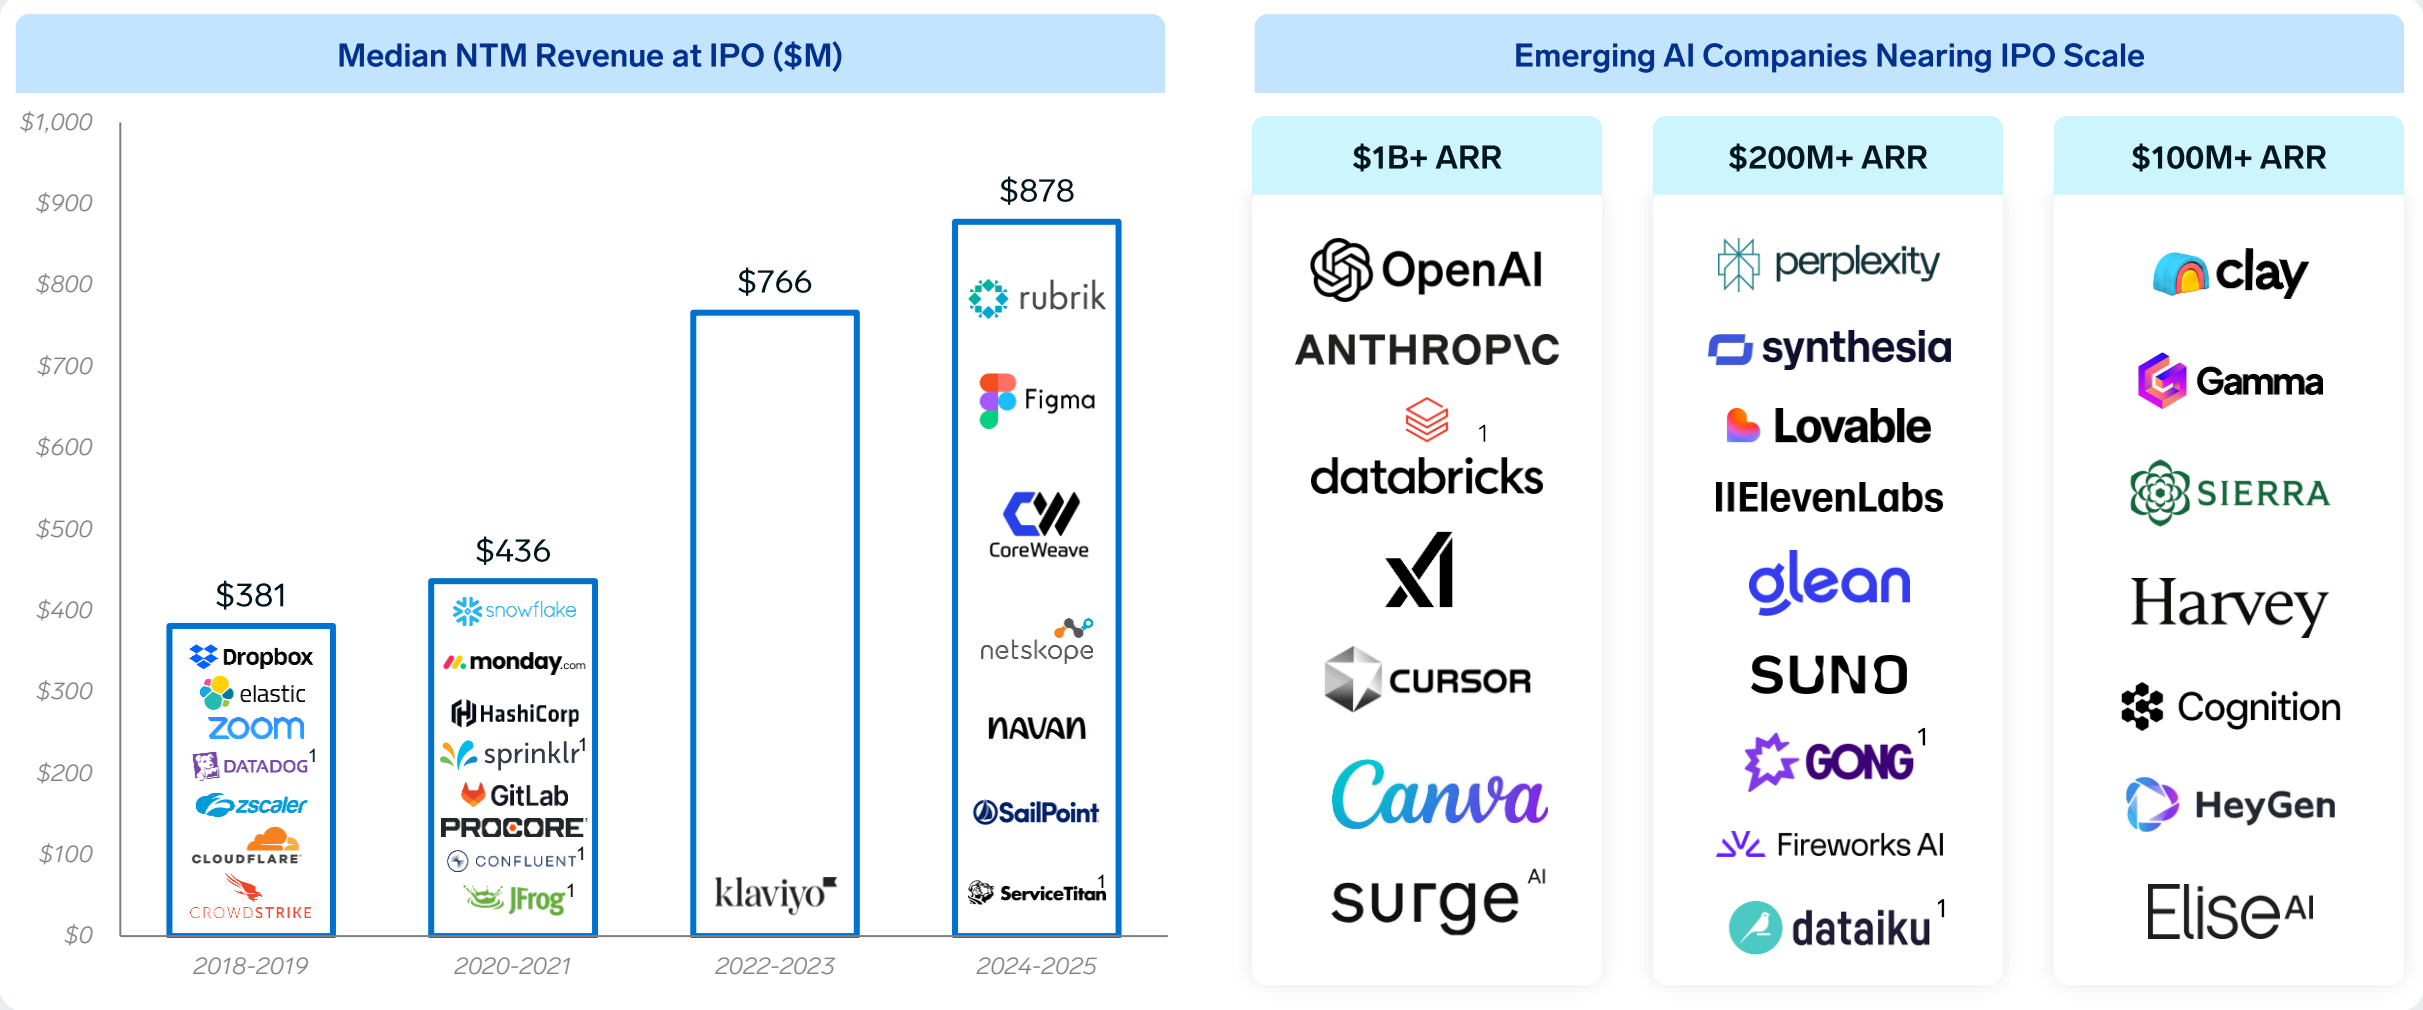 Median NTM Revenue at IPO ($M)
$1,000
$900
$800
$700
$600
$500
$400
$300
$200
$100
$0
$381
Dropbox
elastic
zoom
DATADOG1
zscaler
CLOUDFLARE
CROWDSTRIKE
2018-2019
$436
snowflake
monday.com
HashiCorp
sprinklr1
GitLab
PROCORE
CONFLUENT1
JFrog1
2020-2021
$766
klaviyo
2022-2023
$878
rubrik
Figma
CoreWeave
netskope
NAVAN
SailPoint
ServiceTitan1
2024-2025
Emerging AI Companies Nearing IPO Scale
$1B+ ARR
OpenAI
ANTHROP\C
databricks1
xI
CURSOR
Canva
surge AI
$200M+ ARR
perplexity
synthesia
Lovable
IIElevenLabs
glean
SUNO
GONG1
Fireworks AI
dataiku1
$100M+ ARR
clay
Gamma
SIERRA
Harvey
Cognition
HeyGen
EliseAI